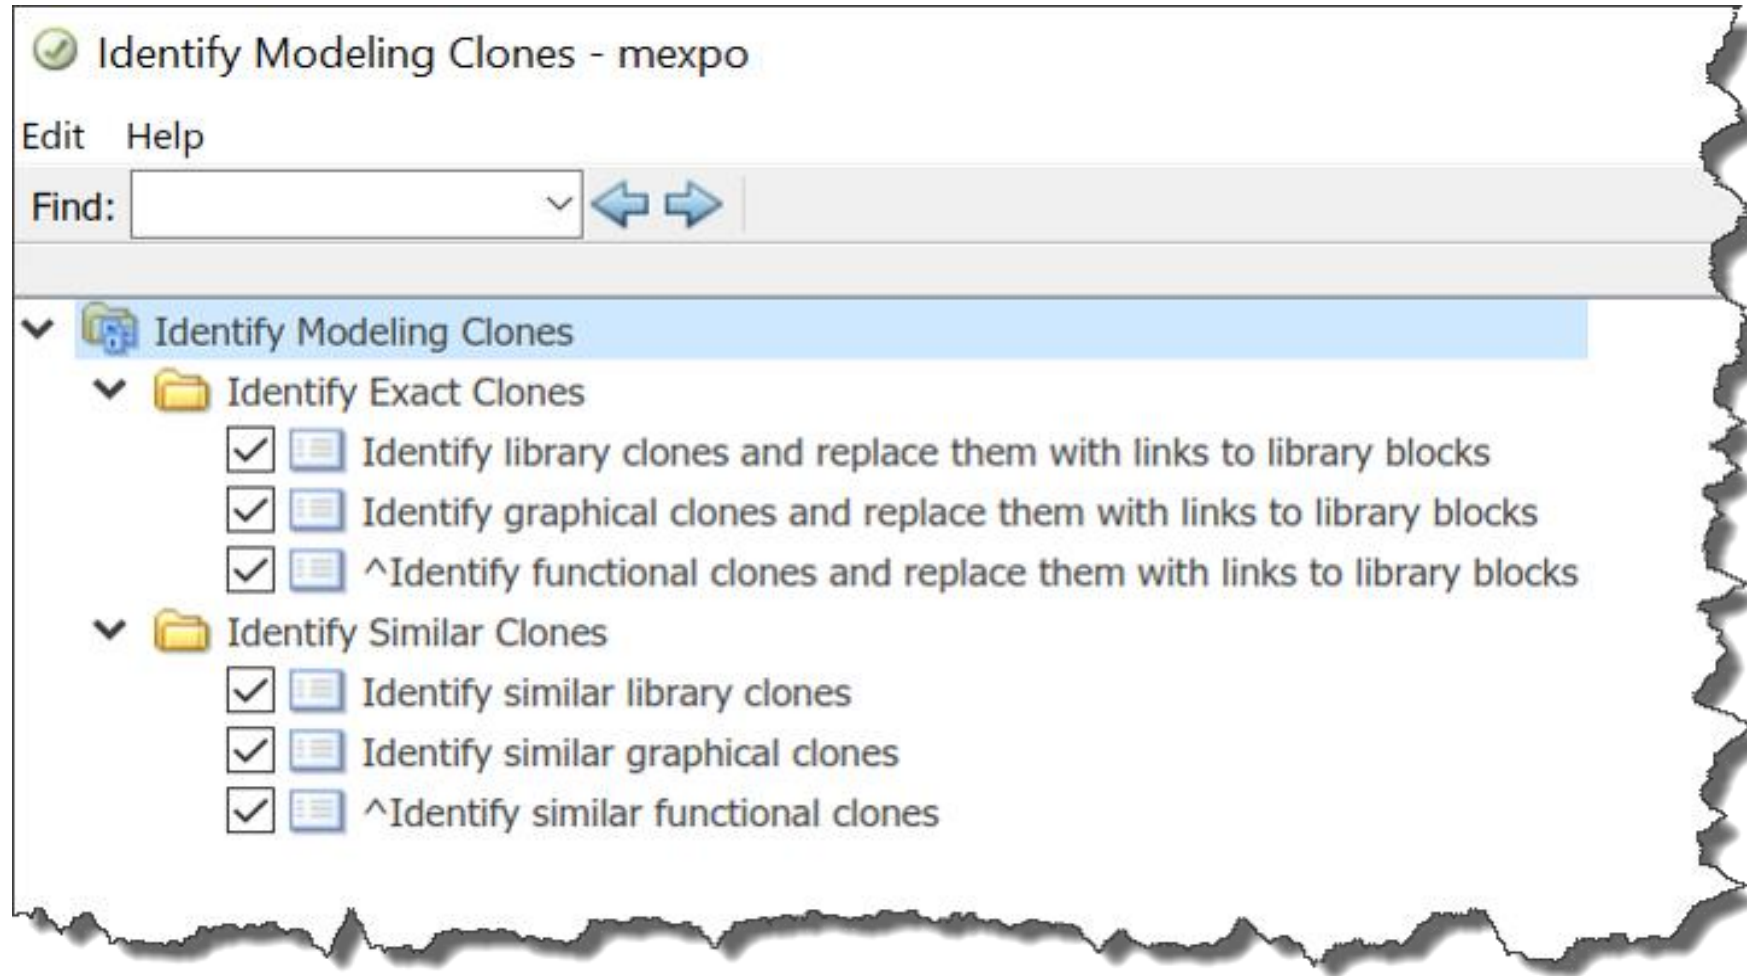 Identify Modeling Clones - mexpo
Edit Help
Find:
Identify Modeling Clones
Identify Exact Clones
Identify library clones and replace them with links to library blocks
Identify graphical clones and replace them with links to library blocks
^Identify functional clones and replace them with links to library blocks
Identify Similar Clones
Identify similar library clones
Identify similar graphical clones
^Identify similar functional clones